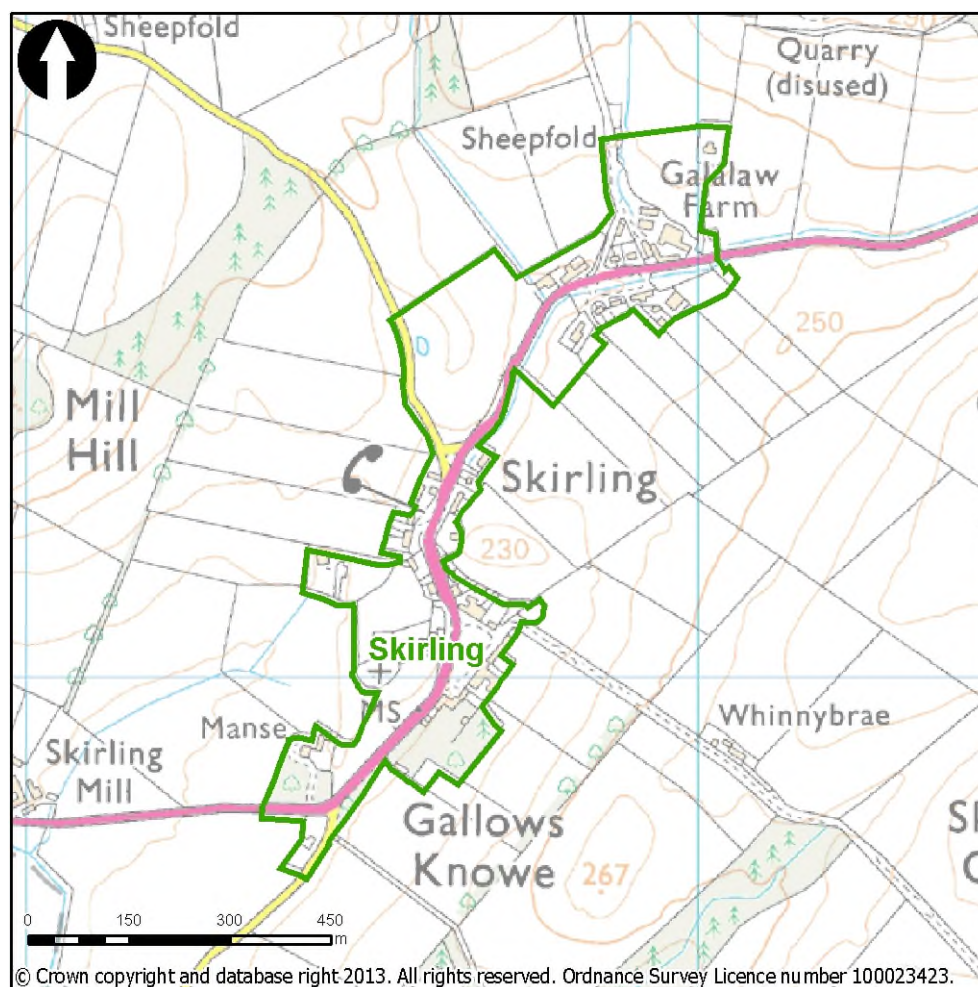 Sheepfold
290
Quarry
(disused)
Sheepfold
Galalaw
Farm
250
Mill
Hill
Skirling
230
Skirling
MS
Manse
Whinnybrae
Skirling
Mill
Gallows
Knowe
267
0 150 300 450
m
© Crown copyright and database right 2013. All rights reserved. Ordnance Survey Licence number 100023423.